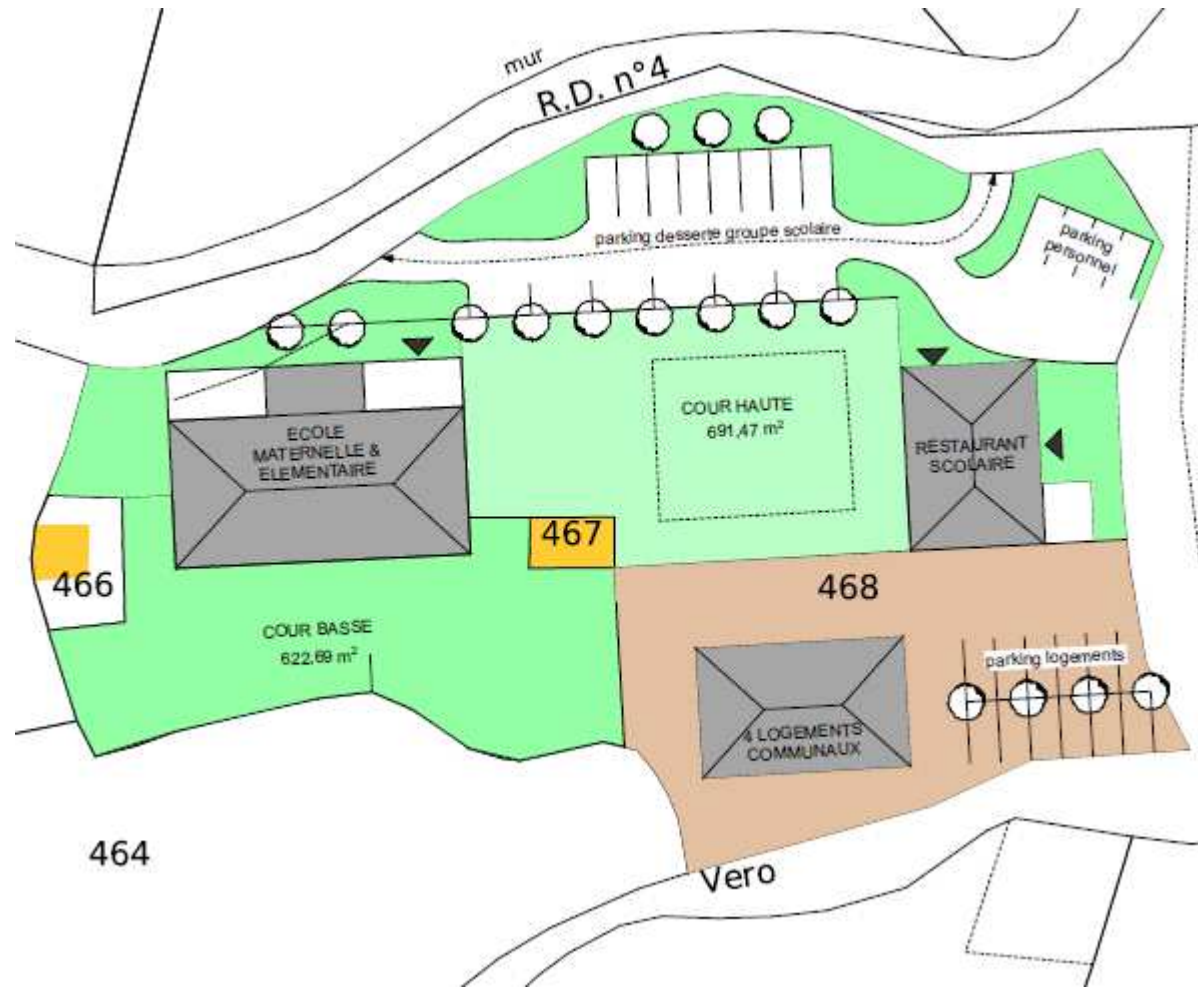 mur
R.D. n°4
parking desserte groupe scolaire
parking
personnel
COUR HAUTE
691,47 m²
ECOLE
MATERNELLE &
ELEMENTAIRE
RESTAURANT
SCOLAIRE
467
466
468
COUR BASSE
622,69 m²
parking logements
4 LOGEMENTS
COMMUNAUX
464
Vero